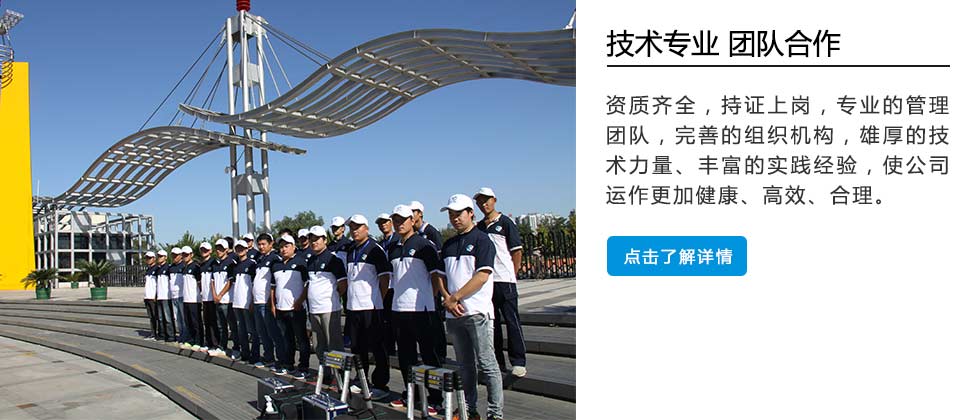 技术专业 团队合作
资质齐全，持证上岗，专业的管理
团队，完善的组织机构，雄厚的技
术力量、丰富的实践经验，使公司
运作更加健康、高效、合理。
点击了解详情